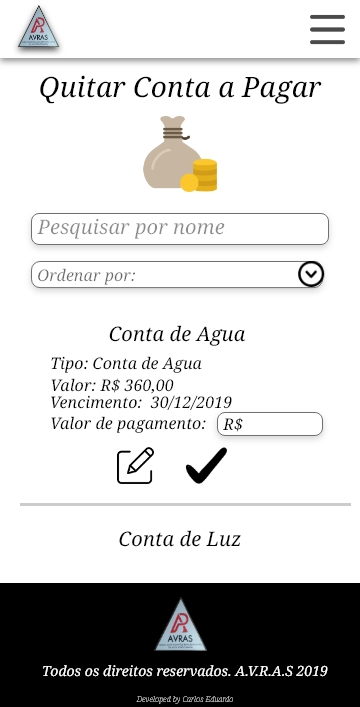 AVRAS
Quitar Conta a Pagar
Pesquisar por nome
Ordenar por:
Conta de Agua
Tipo: Conta de Agua
Valor: R$ 360,00
Vencimento: 30/12/2019
Valor de pagamento: R$
Conta de Luz
AVRAS
Todos os direitos reservados. A.V.R.A.S 2019
Developed by Carlos Eduardo